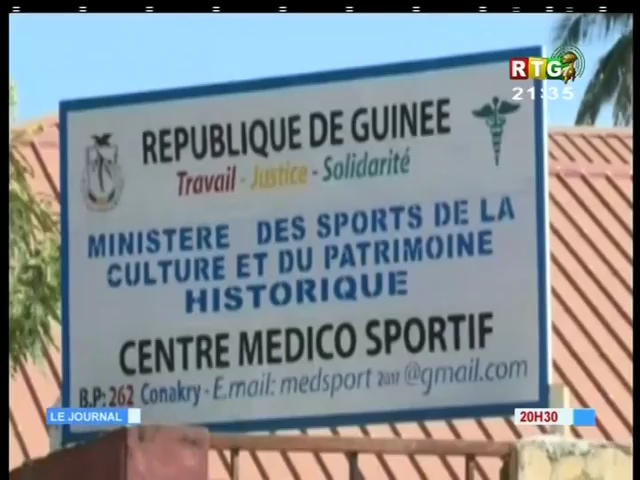 RTG
21:35
REPUBLIQUE DE GUINEE
Travail - Justice - Solidarité
MINISTERE DES SPORTS DE LA
CULTURE ET DU PATRIMOINE
HISTORIQUE
CENTRE MEDICO SPORTIF
B.P: 262 Conakry - E.mail: medsport 2017 @gmail.com
LE JOURNAL
20H30